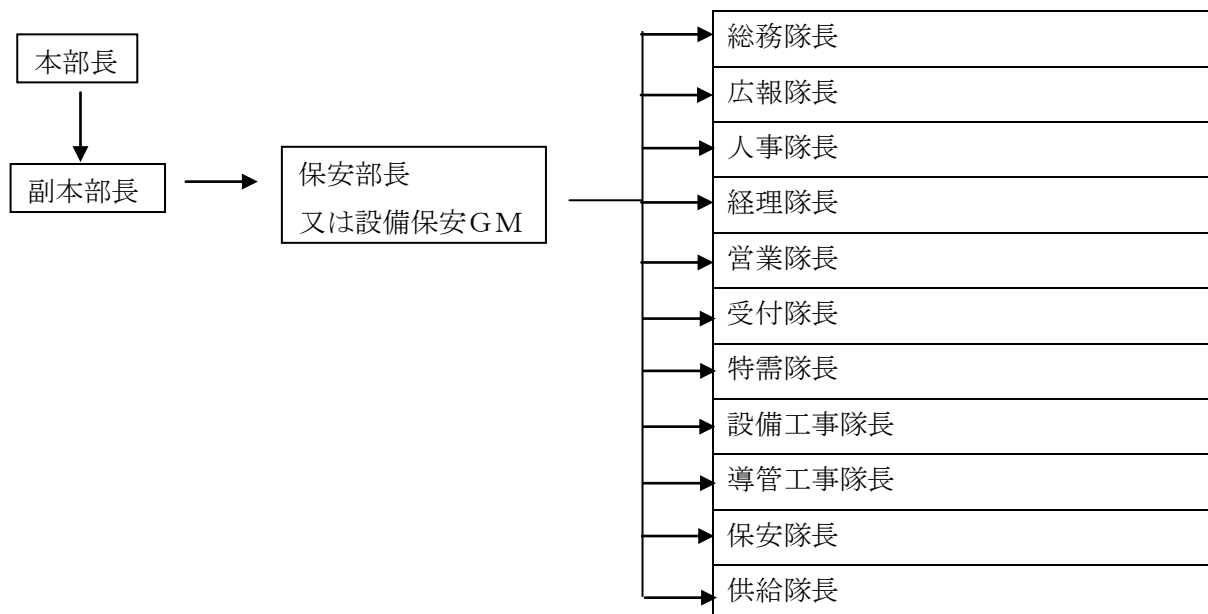 本部長
副本部長
保安部長
又は設備保安GM
総務隊長
広報隊長
人事隊長
経理隊長
営業隊長
受付隊長
特需隊長
設備工事隊長
導管工事隊長
保安隊長
供給隊長